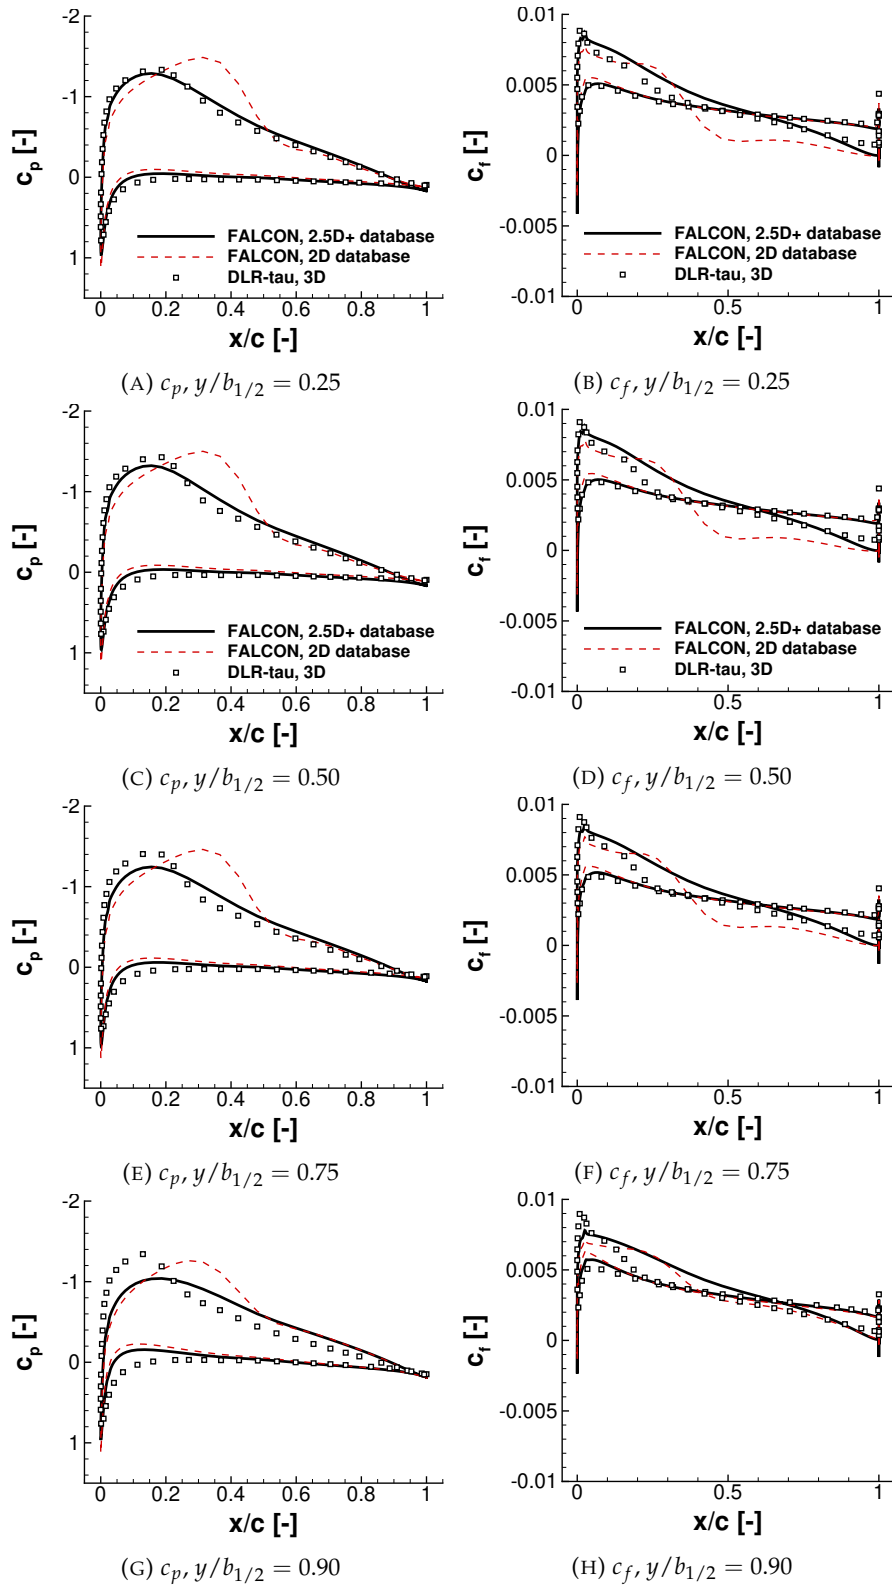 -2
-1
0
1
c_p [-]
FALCON, 2.5D+ database
FALCON, 2D database
DLR-tau, 3D
0 0.2 0.4 0.6 0.8 1
x/c [-]
(A) c_p, y/b_{1/2} = 0.25
0.01
0.005
0
-0.005
-0.01
c_f [-]
FALCON, 2.5D+ database
FALCON, 2D database
DLR-tau, 3D
0 0.5 1
x/c [-]
(B) c_f, y/b_{1/2} = 0.25
-2
-1
0
1
c_p [-]
FALCON, 2.5D+ database
FALCON, 2D database
DLR-tau, 3D
0 0.2 0.4 0.6 0.8 1
x/c [-]
(C) c_p, y/b_{1/2} = 0.50
0.01
0.005
0
-0.005
-0.01
c_f [-]
FALCON, 2.5D+ database
FALCON, 2D database
DLR-tau, 3D
0 0.5 1
x/c [-]
(D) c_f, y/b_{1/2} = 0.50
-2
-1
0
1
c_p [-]
0 0.2 0.4 0.6 0.8 1
x/c [-]
(E) c_p, y/b_{1/2} = 0.75
0.01
0.005
0
-0.005
-0.01
c_f [-]
0 0.5 1
x/c [-]
(F) c_f, y/b_{1/2} = 0.75
-2
-1
0
1
c_p [-]
0 0.2 0.4 0.6 0.8 1
x/c [-]
(G) c_p, y/b_{1/2} = 0.90
0.01
0.005
0
-0.005
-0.01
c_f [-]
0 0.5 1
x/c [-]
(H) c_f, y/b_{1/2} = 0.90